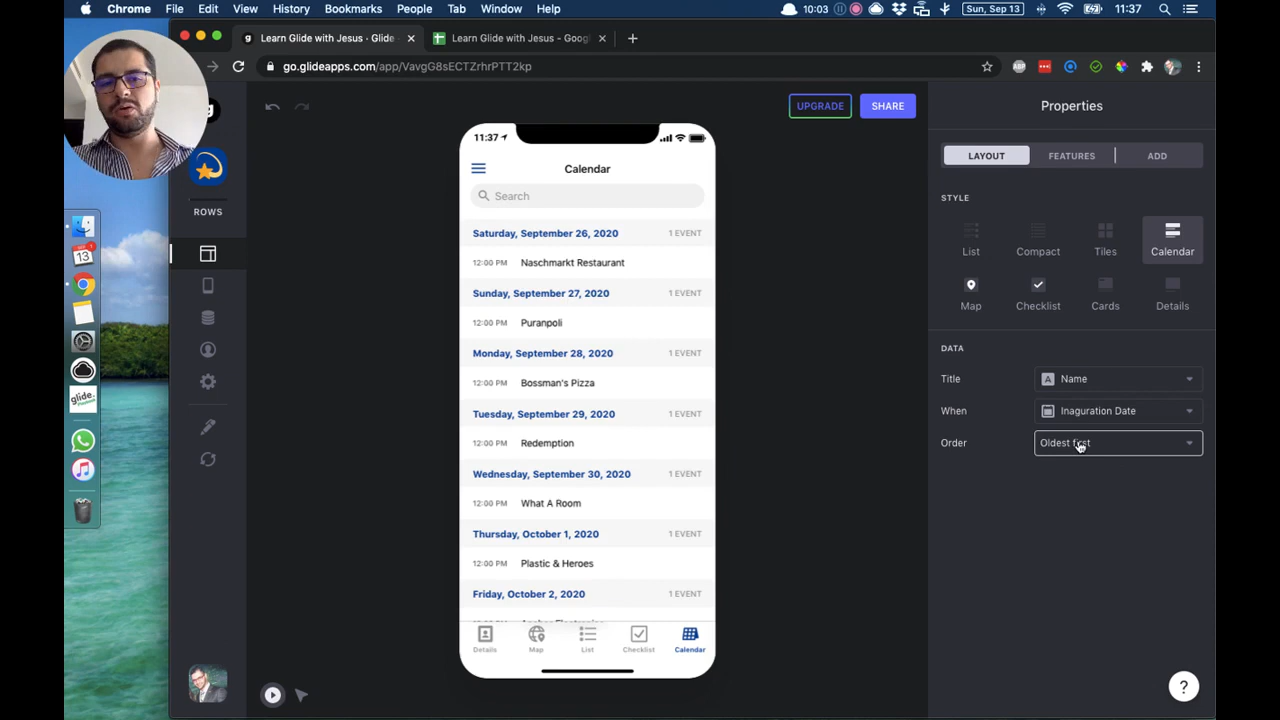 Chrome File Edit View History Bookmarks People Tab Window Help 10:03 Sun, Sep 13 11:37
Learn Glide with Jesus · Glide
Learn Glide with Jesus - Googl
go.glideapps.com/app/VavgG8sECTZrhrPTT2kp
UPGRADE
SHARE
Properties
LAYOUT
FEATURES
ADD
ROWS
STYLE
List
Compact
Tiles
Calendar
Map
Checklist
Cards
Details
DATA
Title
Name
When
Inaguration Date
Order
Oldest first
11:37
Calendar
Search
Saturday, September 26, 2020 1 EVENT
12:00 PM Naschmarkt Restaurant
Sunday, September 27, 2020 1 EVENT
12:00 PM Puranpoli
Monday, September 28, 2020 1 EVENT
12:00 PM Bossman's Pizza
Tuesday, September 29, 2020 1 EVENT
12:00 PM Redemption
Wednesday, September 30, 2020 1 EVENT
12:00 PM What A Room
Thursday, October 1, 2020 1 EVENT
12:00 PM Plastic & Heroes
Friday, October 2, 2020 1 EVENT
Details
Map
List
Checklist
Calendar
13
glide
?